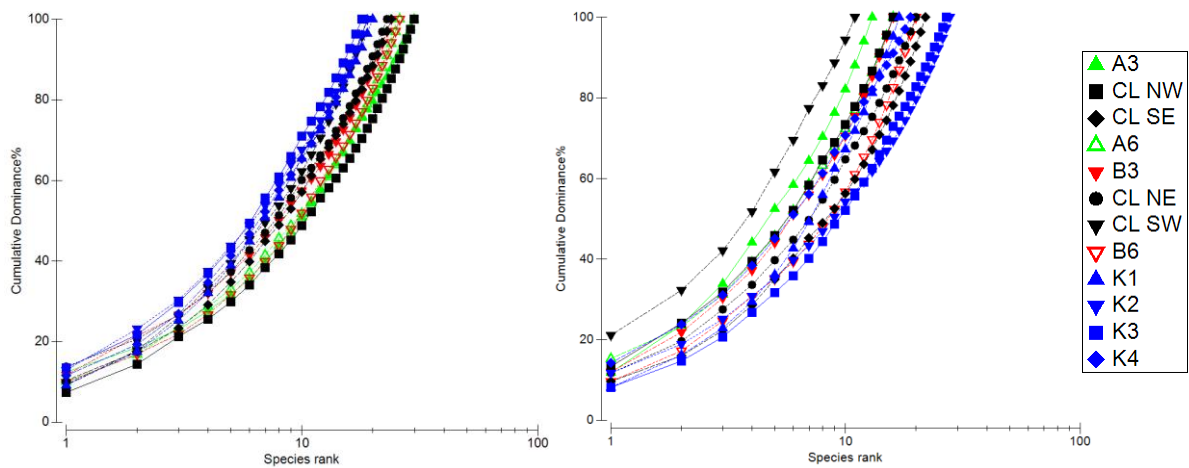 100
80
60
40
20
0
Cumulative Dominance%
1
10
100
Species rank
100
80
60
40
20
0
Cumulative Dominance%
1
10
100
Species rank
A3
CL NW
CL SE
A6
B3
CL NE
CL SW
B6
K1
K2
K3
K4